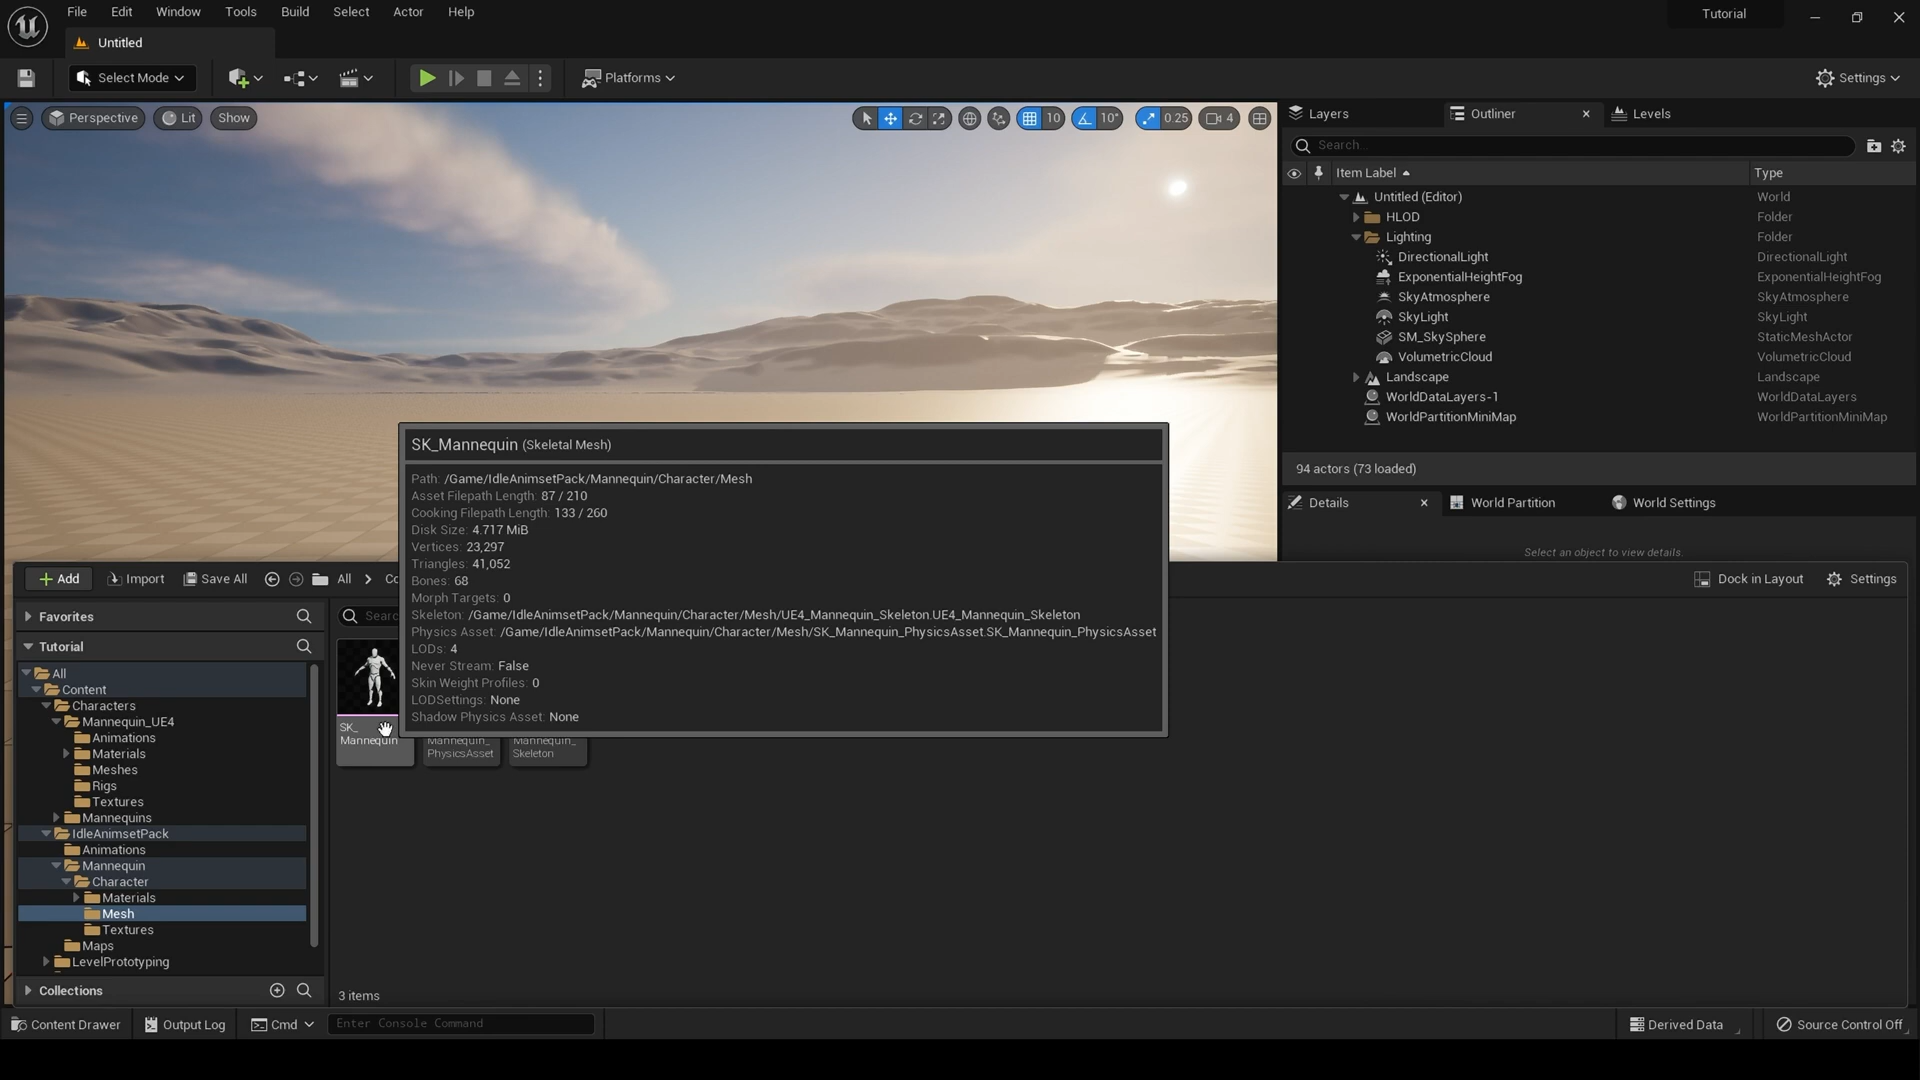 File Edit Window Tools Build Select Actor Help
Tutorial
Untitled
Select Mode
Platforms
Settings
Perspective
Lit
Show
10
10°
0.25
4
Layers
Outliner
Levels
Search...
Item Label
Type
Untitled (Editor) World
HLOD Folder
Lighting Folder
DirectionalLight DirectionalLight
ExponentialHeightFog ExponentialHeightFog
SkyAtmosphere SkyAtmosphere
SkyLight SkyLight
SM_SkySphere StaticMeshActor
VolumetricCloud VolumetricCloud
Landscape Landscape
WorldDataLayers-1 WorldDataLayers
WorldPartitionMiniMap WorldPartitionMiniMap
94 actors (73 loaded)
Details
World Partition
World Settings
Select an object to view details.
SK_Mannequin (Skeletal Mesh)
Path: /Game/IdleAnimsetPack/Mannequin/Character/Mesh
Asset Filepath Length: 87 / 210
Cooking Filepath Length: 133 / 260
Disk Size: 4.717 MiB
Vertices: 23,297
Triangles: 41,052
Bones: 68
Morph Targets: 0
Skeleton: /Game/IdleAnimsetPack/Mannequin/Character/Mesh/UE4_Mannequin_Skeleton.UE4_Mannequin_Skeleton
Physics Asset: /Game/IdleAnimsetPack/Mannequin/Character/Mesh/SK_Mannequin_PhysicsAsset.SK_Mannequin_PhysicsAsset
LODs: 4
Never Stream: False
Skin Weight Profiles: 0
LODSettings: None
Shadow Physics Asset: None
Add
Import
Save All
All
Dock in Layout
Settings
Favorites
Tutorial
All
Content
Characters
Mannequin_UE4
Animations
Materials
Meshes
Rigs
Textures
Mannequins
IdleAnimsetPack
Animations
Mannequin
Character
Materials
Mesh
Textures
Maps
LevelPrototyping
Collections
SK_
Mannequin
Mannequin_
PhysicsAsset
Mannequin_
Skeleton
3 items
Content Drawer
Output Log
Cmd
Enter Console Command
Derived Data
Source Control Off